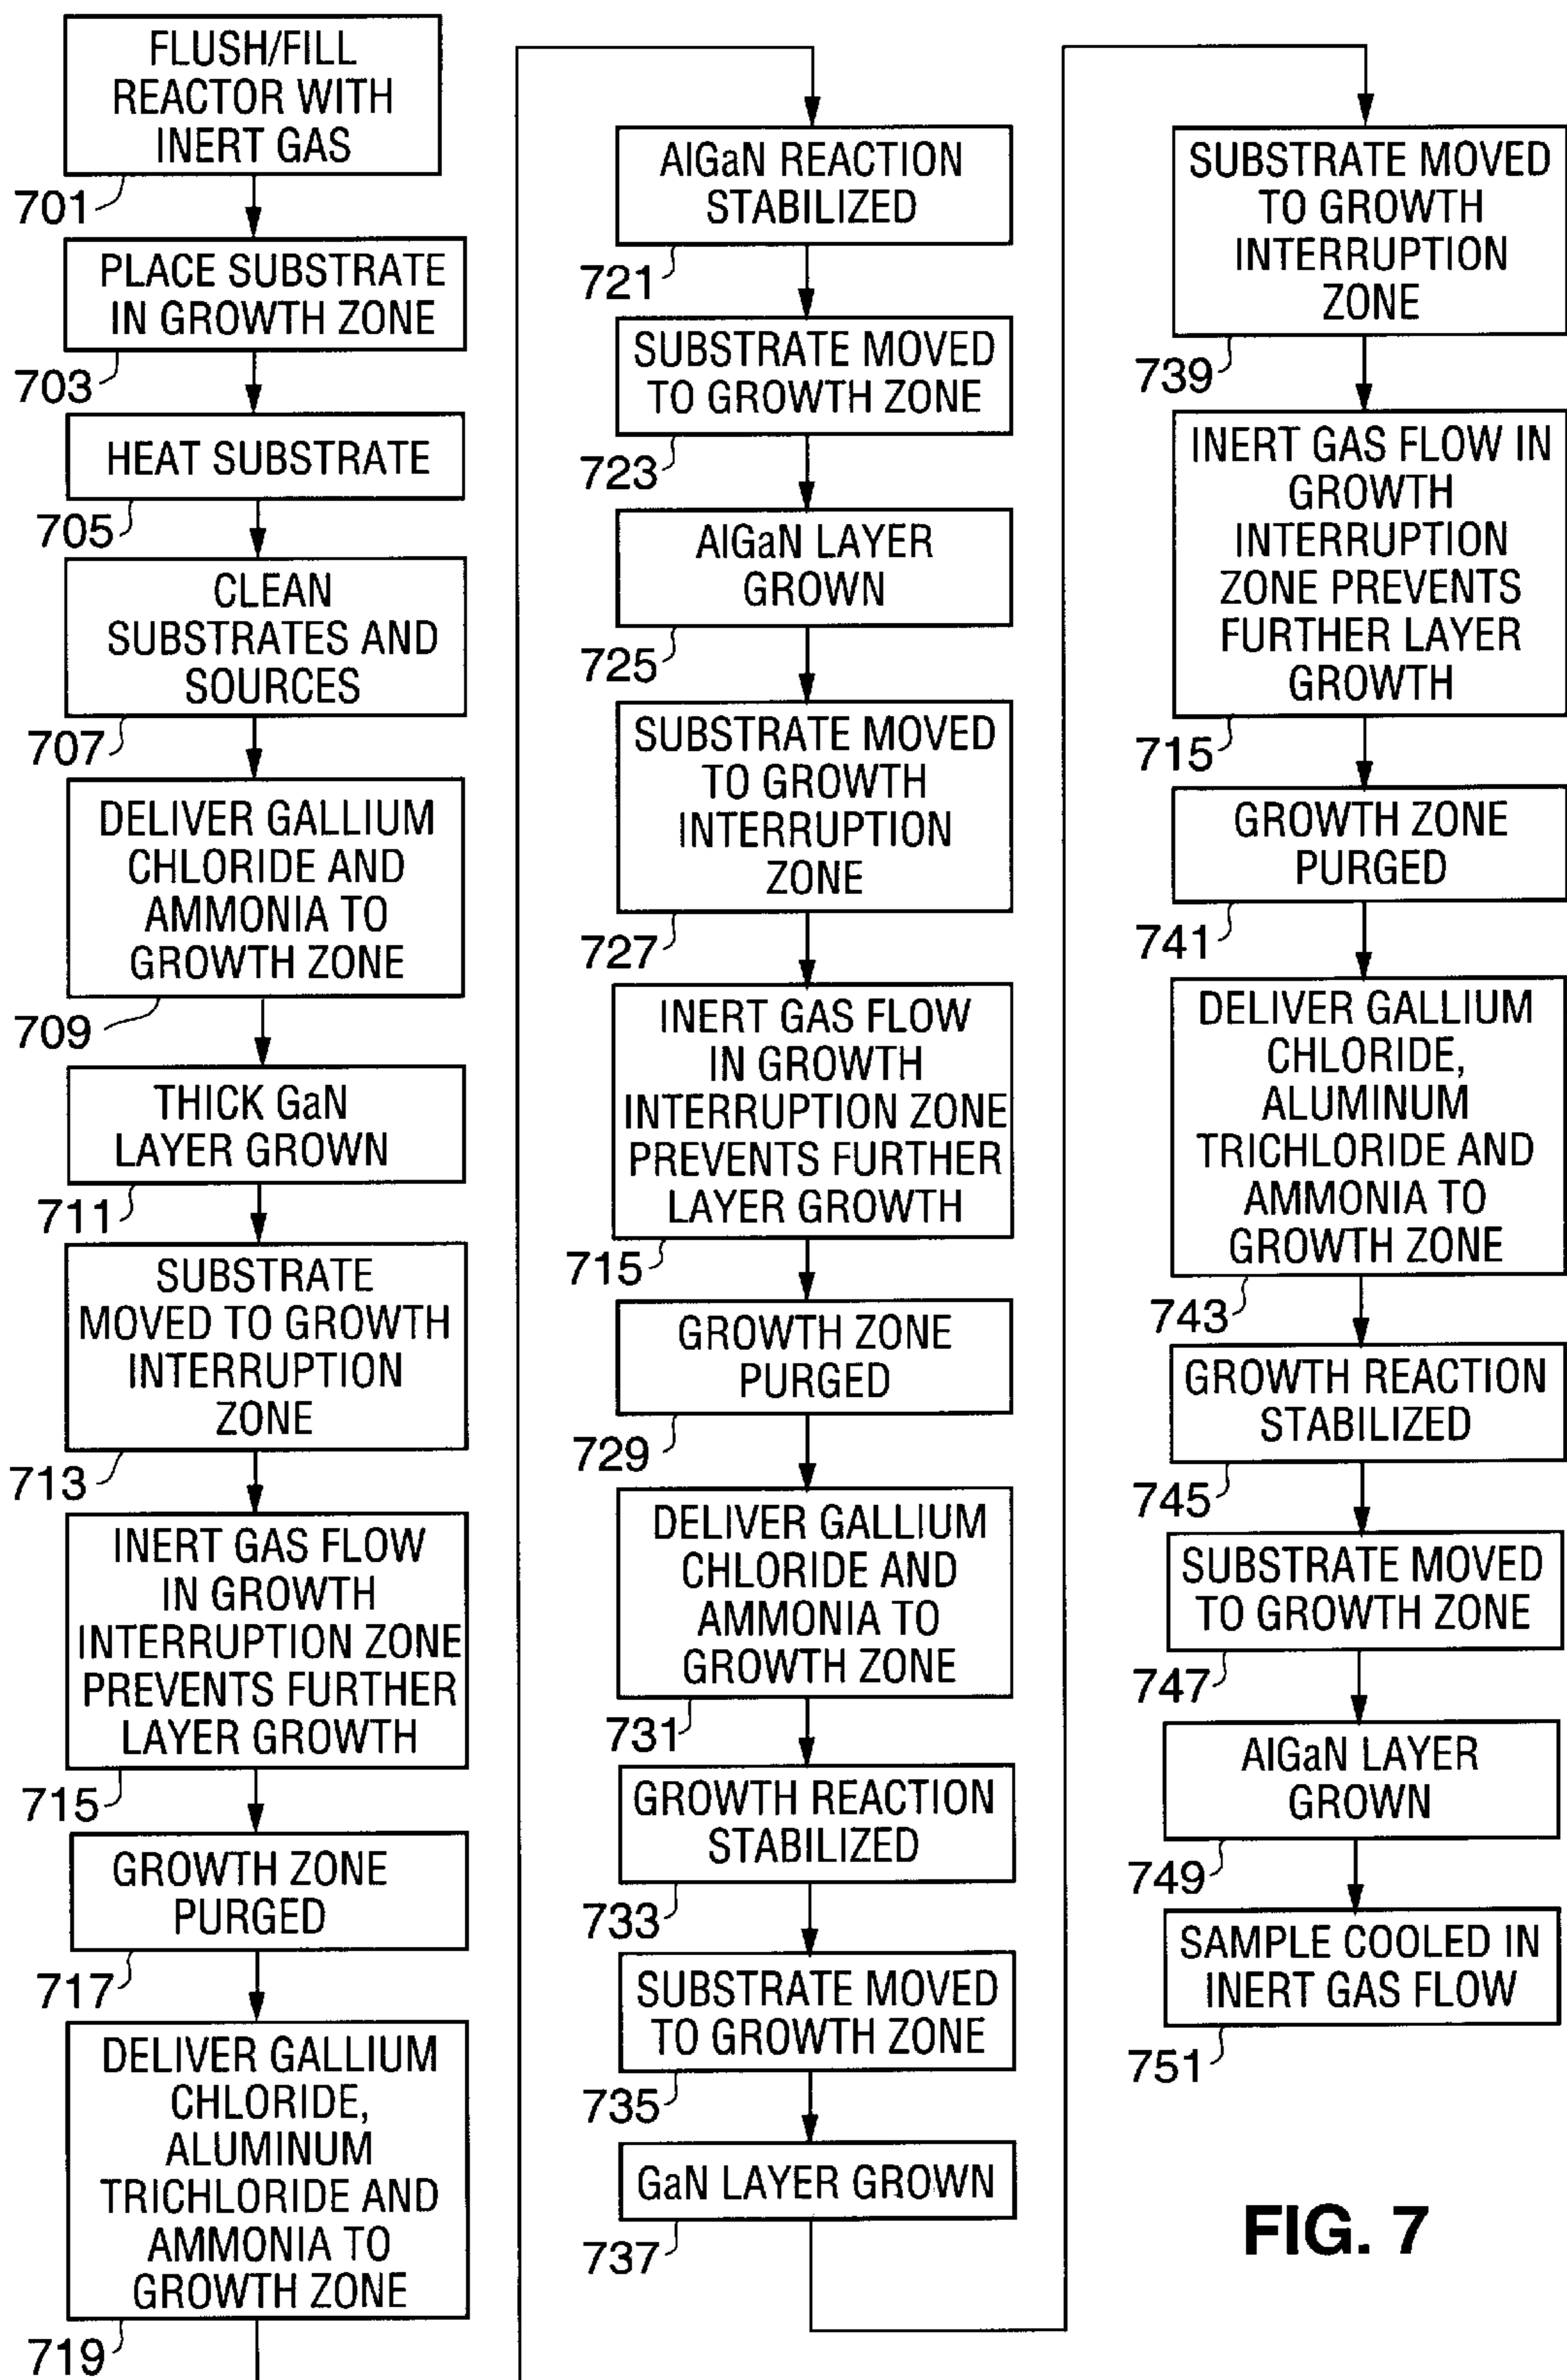 FLUSH/FILL
REACTOR WITH
INERT GAS
701
PLACE SUBSTRATE
IN GROWTH ZONE
703
HEAT SUBSTRATE
705
CLEAN
SUBSTRATES AND
SOURCES
707
DELIVER GALLIUM
CHLORIDE AND
AMMONIA TO
GROWTH ZONE
709
THICK GaN
LAYER GROWN
711
SUBSTRATE
MOVED TO GROWTH
INTERRUPTION
ZONE
713
INERT GAS FLOW
IN GROWTH
INTERRUPTION ZONE
PREVENTS FURTHER
LAYER GROWTH
715
GROWTH ZONE
PURGED
717
DELIVER GALLIUM
CHLORIDE,
ALUMINUM
TRICHLORIDE AND
AMMONIA TO
GROWTH ZONE
719
AlGaN REACTION
STABILIZED
721
SUBSTRATE MOVED
TO GROWTH ZONE
723
AlGaN LAYER
GROWN
725
SUBSTRATE MOVED
TO GROWTH
INTERRUPTION
ZONE
727
INERT GAS FLOW
IN GROWTH
INTERRUPTION ZONE
PREVENTS FURTHER
LAYER GROWTH
715
GROWTH ZONE
PURGED
729
DELIVER GALLIUM
CHLORIDE AND
AMMONIA TO
GROWTH ZONE
731
GROWTH REACTION
STABILIZED
733
SUBSTRATE MOVED
TO GROWTH ZONE
735
GaN LAYER GROWN
737
SUBSTRATE MOVED
TO GROWTH
INTERRUPTION
ZONE
739
INERT GAS FLOW IN
GROWTH
INTERRUPTION
ZONE PREVENTS
FURTHER LAYER
GROWTH
715
GROWTH ZONE
PURGED
741
DELIVER GALLIUM
CHLORIDE,
ALUMINUM
TRICHLORIDE AND
AMMONIA TO
GROWTH ZONE
743
GROWTH REACTION
STABILIZED
745
SUBSTRATE MOVED
TO GROWTH ZONE
747
AlGaN LAYER
GROWN
749
SAMPLE COOLED IN
INERT GAS FLOW
751
FIG. 7